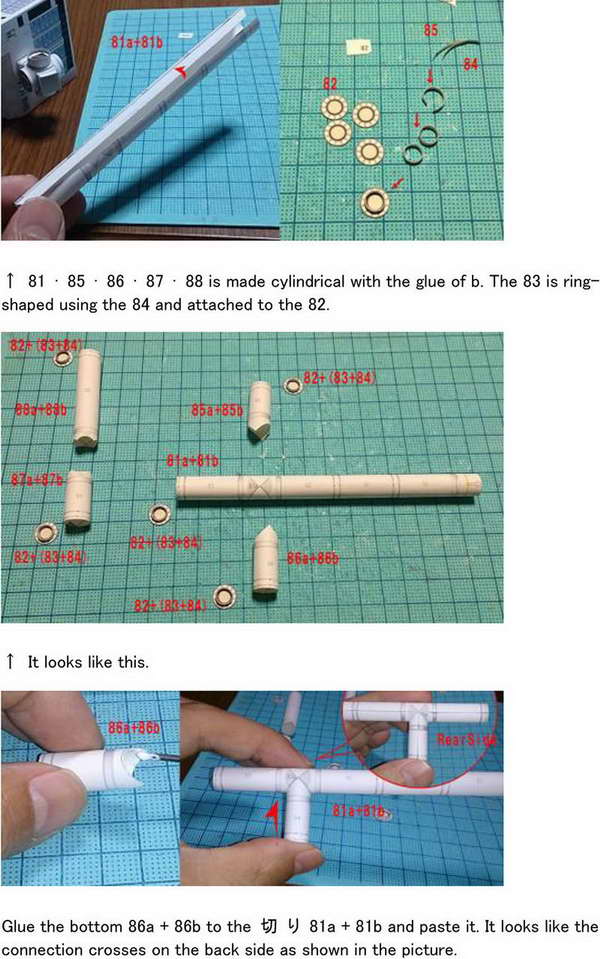 81a+81b
85
84
82
82
↑ 81 · 85 · 86 · 87 · 88 is made cylindrical with the glue of b. The 83 is ring-
shaped using the 84 and attached to the 82.
82+(83+84)
82+(83+84)
88a+88b
85a+85b
81a+81b
87a+87b
82+(83+84)
82+(83+84)
86a+86b
82+(83+84)
↑ It looks like this.
86a+86b
RearSide
81a+81b
Glue the bottom 86a + 86b to the 切 り 81a + 81b and paste it. It looks like the
connection crosses on the back side as shown in the picture.